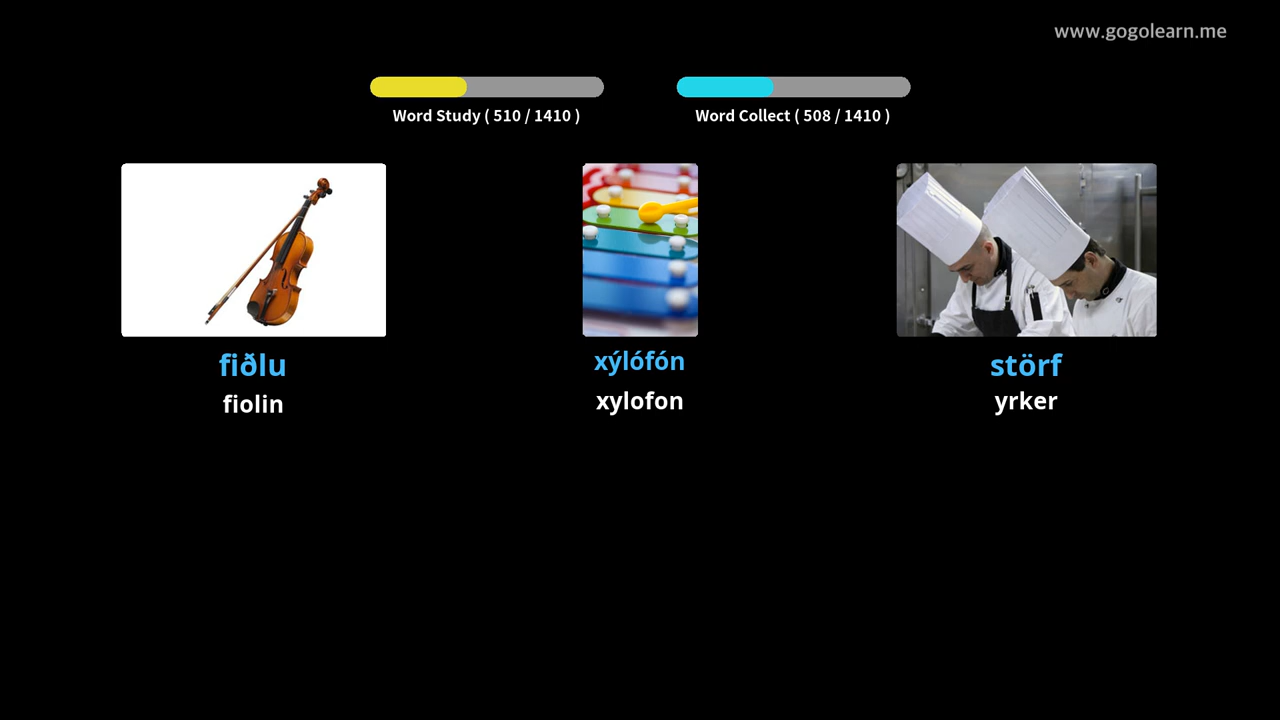 www.gogolearn.me
Word Study ( 510 / 1410 )
Word Collect ( 508 / 1410 )
fiðlu
fiolin
xýlófón
xylofon
störf
yrker